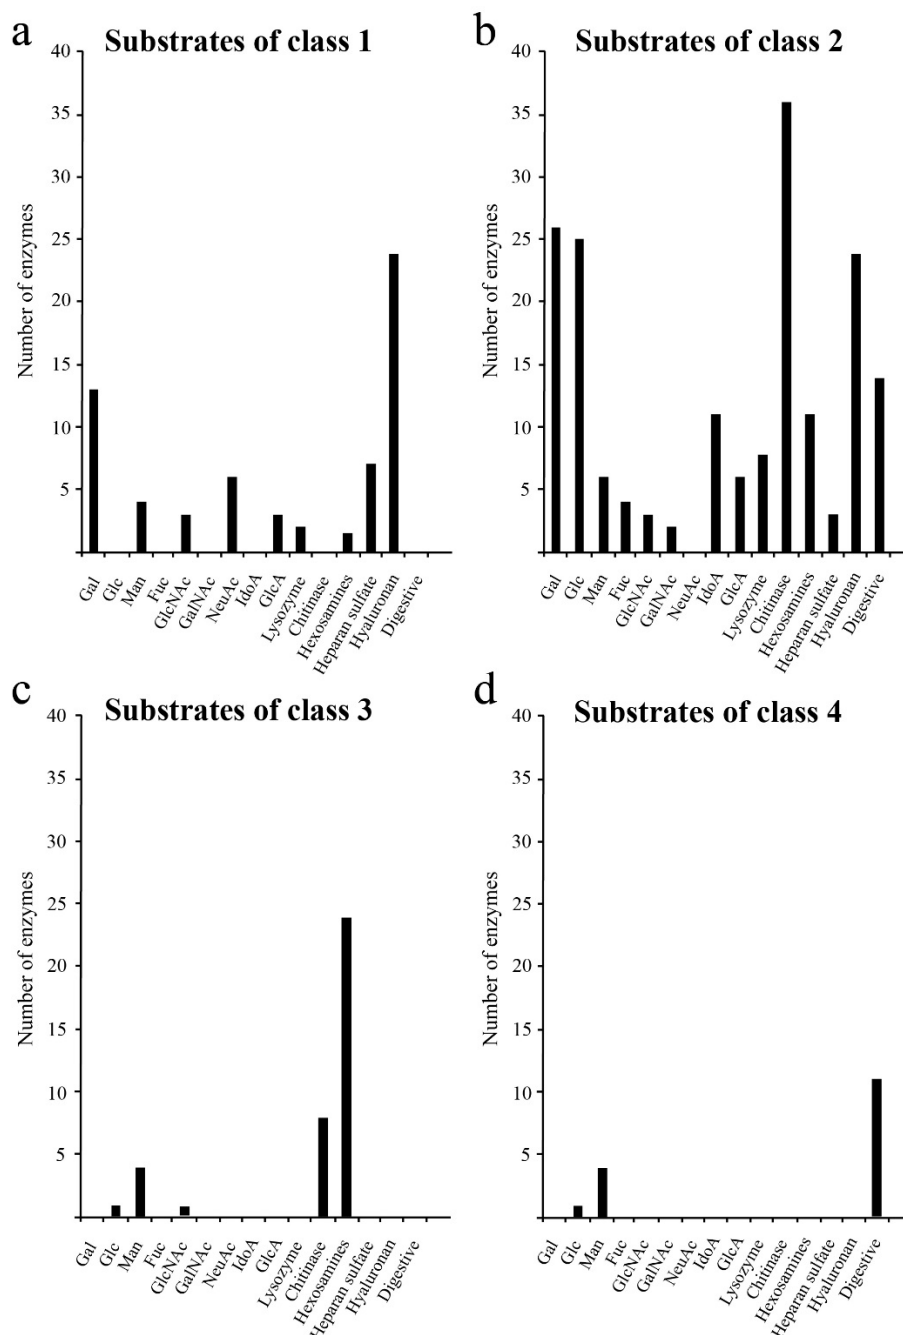 a
Substrates of class 1
40
35
30
25
20
15
10
5
Number of enzymes
Gal
Glc
Man
Fuc
GlcNAc
GalNAc
NeuAc
IdoA
GlcA
Lysozyme
Chitinase
Hexosamines
Heparan sulfate
Hyaluronan
Digestive
b
Substrates of class 2
40
35
30
25
20
15
10
5
Number of enzymes
Gal
Glc
Man
Fuc
GlcNAc
GalNAc
NeuAc
IdoA
GlcA
Lysozyme
Chitinase
Hexosamines
Heparan sulfate
Hyaluronan
Digestive
c
Substrates of class 3
40
35
30
25
20
15
10
5
Number of enzymes
Gal
Glc
Man
Fuc
GlcNAc
GalNAc
NeuAc
IdoA
GlcA
Lysozyme
Chitinase
Hexosamines
Heparan sulfate
Hyaluronan
Digestive
d
Substrates of class 4
40
35
30
25
20
15
10
5
Number of enzymes
Gal
Glc
Man
Fuc
GlcNAc
GalNAc
NeuAc
IdoA
GlcA
Lysozyme
Chitinase
Hexosamines
Heparan sulfate
Hyaluronan
Digestive